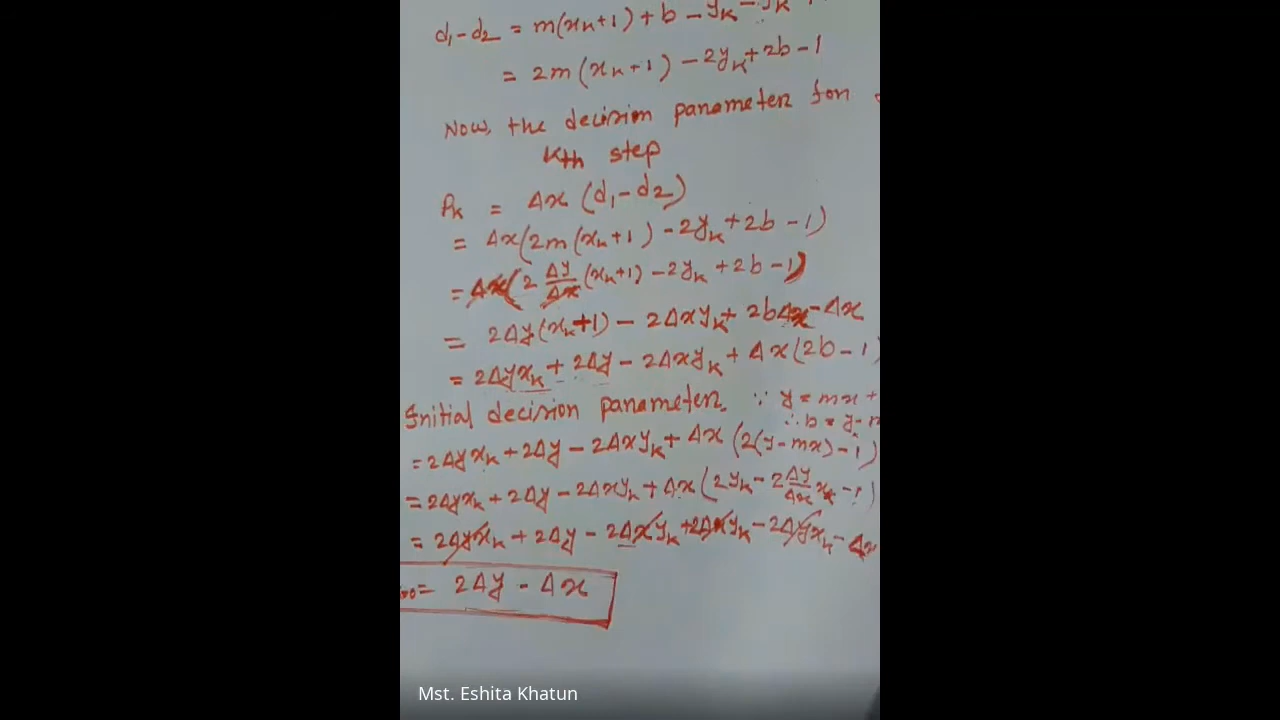 d₁-d₂ = m(xₖ+1) + b - yₖ - yₖ
= 2m(xₖ+1) - 2yₖ + 2b - 1
Now, the decision parameter for
kth step
Pₖ = Δx (d₁-d₂)
= Δx(2m(xₖ+1) - 2yₖ + 2b - 1)
= Δx(2 Δy/Δx (xₖ+1) - 2yₖ + 2b - 1)
= 2Δy(xₖ+1) - 2Δxyₖ + 2bΔx - Δx
= 2Δyxₖ + 2Δy - 2Δxyₖ + Δx(2b - 1)
Initial decision parameter. ∵ y = mx +
∴ b = y -
= 2Δyxₖ + 2Δy - 2Δxyₖ + Δx (2(y - mx) - 1)
= 2Δyxₖ + 2Δy - 2Δxyₖ + Δx (2yₖ - 2 Δy/Δx xₖ - 1)
= 2Δyxₖ + 2Δy - 2Δxyₖ + 2Δxyₖ - 2Δyxₖ - Δx
= 2Δy - Δx
Mst. Eshita Khatun